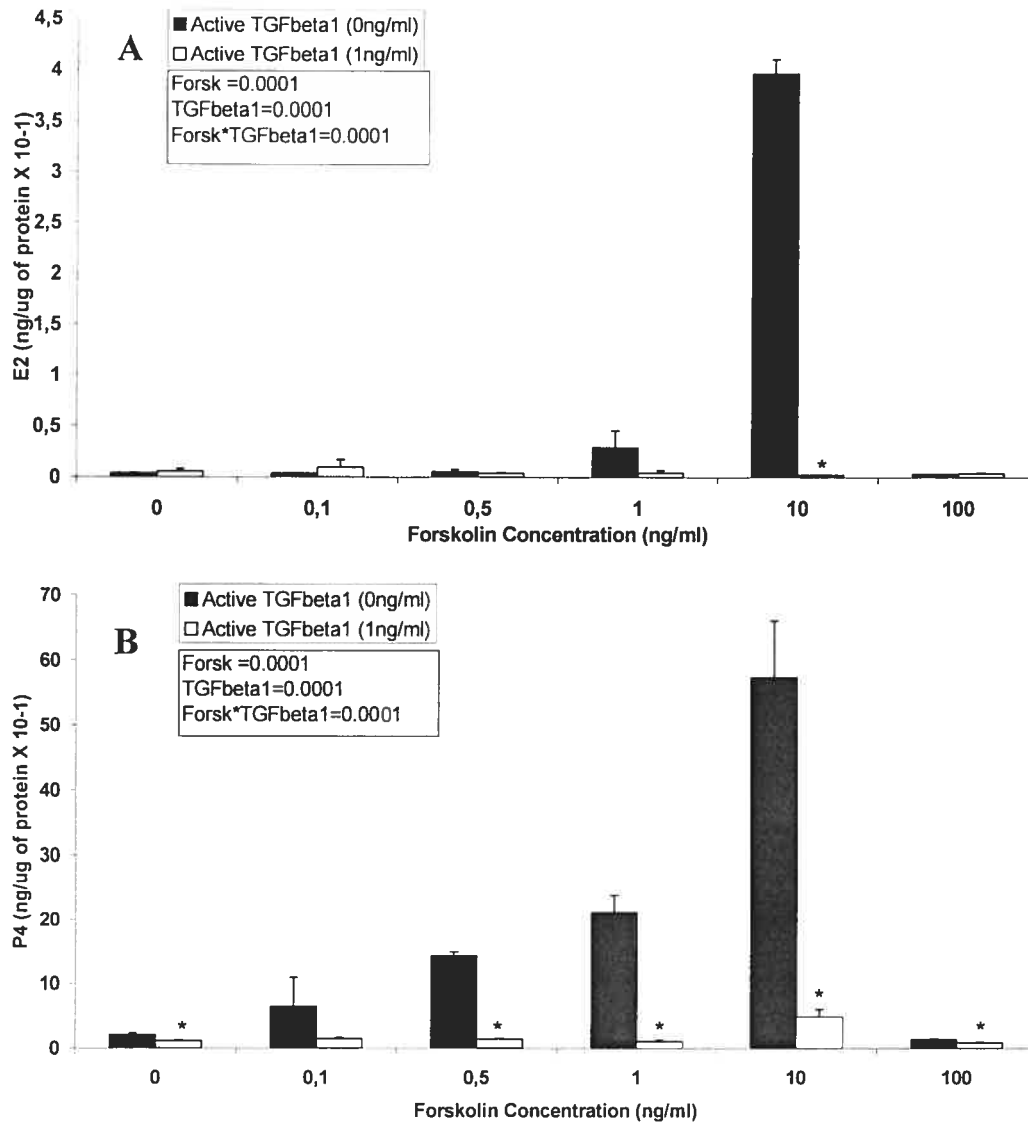 A
Active TGFbeta1 (0ng/ml)
Active TGFbeta1 (1ng/ml)
Forsk =0.0001
TGFbeta1=0.0001
Forsk*TGFbeta1=0.0001
E2 (ng/ug of protein X 10-1)
4,5
4
3,5
3
2,5
2
1,5
1
0,5
0
*
0 0,1 0,5 1 10 100
Forskolin Concentration (ng/ml)
B
Active TGFbeta1 (0ng/ml)
Active TGFbeta1 (1ng/ml)
Forsk =0.0001
TGFbeta1=0.0001
Forsk*TGFbeta1=0.0001
P4 (ng/ug of protein X 10-1)
70
60
50
40
30
20
10
0
* * * * *
0 0,1 0,5 1 10 100
Forskolin Concentration (ng/ml)